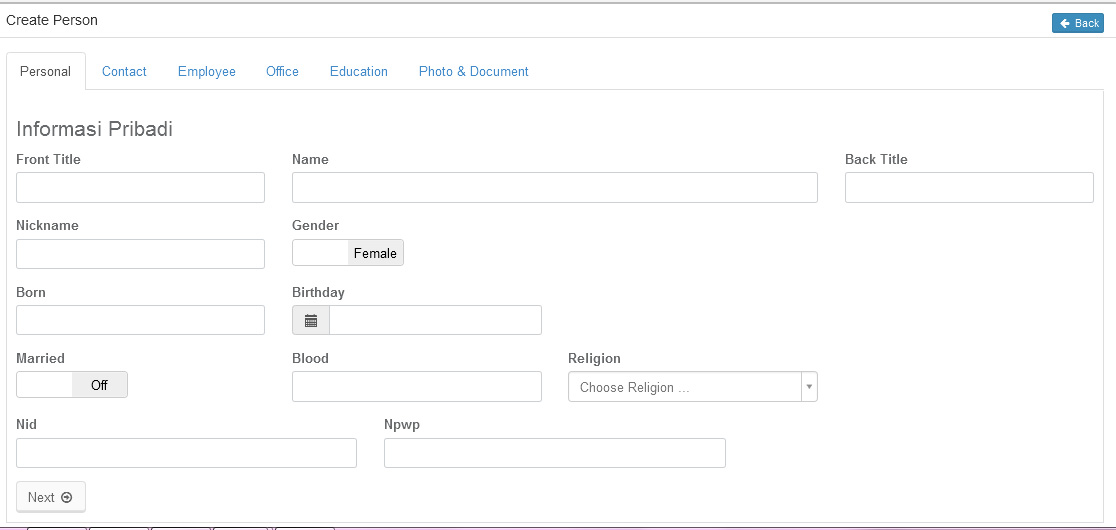 Create Person
Back
Personal Contact Employee Office Education Photo & Document
Informasi Pribadi
Front Title Name Back Title
Nickname Gender
Female
Born Birthday
Married Blood Religion
Off Choose Religion ...
Nid Npwp
Next